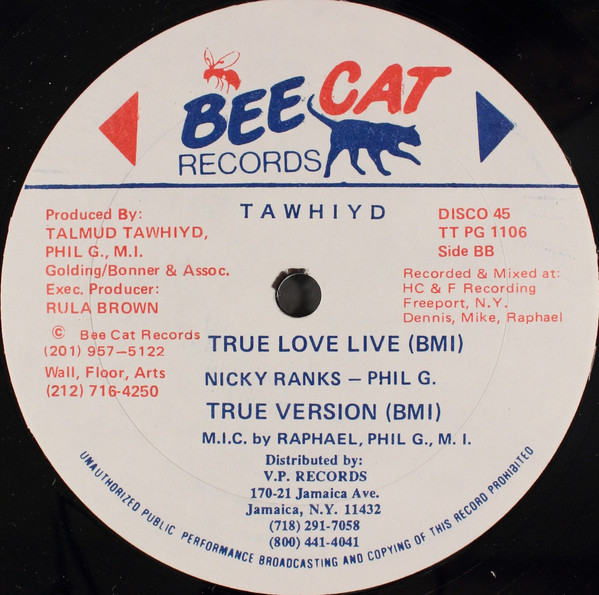 BEE CAT
RECORDS
TAWHIYD
Produced By:
TALMUD TAWHIYD,
PHIL G., M.I.
Golding/Bonner & Assoc.
Exec. Producer:
RULA BROWN
© Bee Cat Records
(201) 957-5122
Wall, Floor, Arts
(212) 716-4250
DISCO 45
TT PG 1106
Side BB
Recorded & Mixed at:
HC & F Recording
Freeport, N.Y.
Dennis, Mike, Raphael
TRUE LOVE LIVE (BMI)
NICKY RANKS – PHIL G.
TRUE VERSION (BMI)
M.I.C. by RAPHAEL, PHIL G., M. I.
Distributed by:
V.P. RECORDS
170-21 Jamaica Ave.
Jamaica, N.Y. 11432
(718) 291-7058
(800) 441-4041
UNAUTHORIZED PUBLIC PERFORMANCE BROADCASTING AND COPYING OF THIS RECORD PROHIBITED